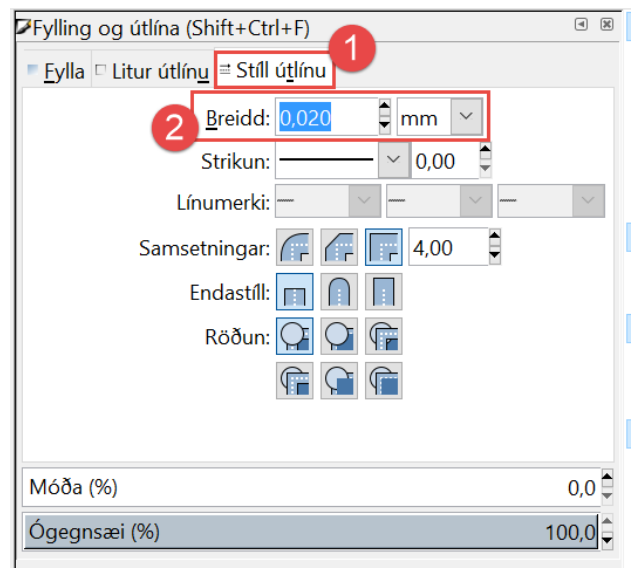 Fylling og útlína (Shift+Ctrl+F)
1
Fylla Litur útlínu Stíll útlínu
2 Breidd: 0,020 mm
Strikun: 0,00
Línumerki:
Samsetningar: 4,00
Endastíll:
Röðun:
Móða (%) 0,0
Ógegnsæi (%) 100,0